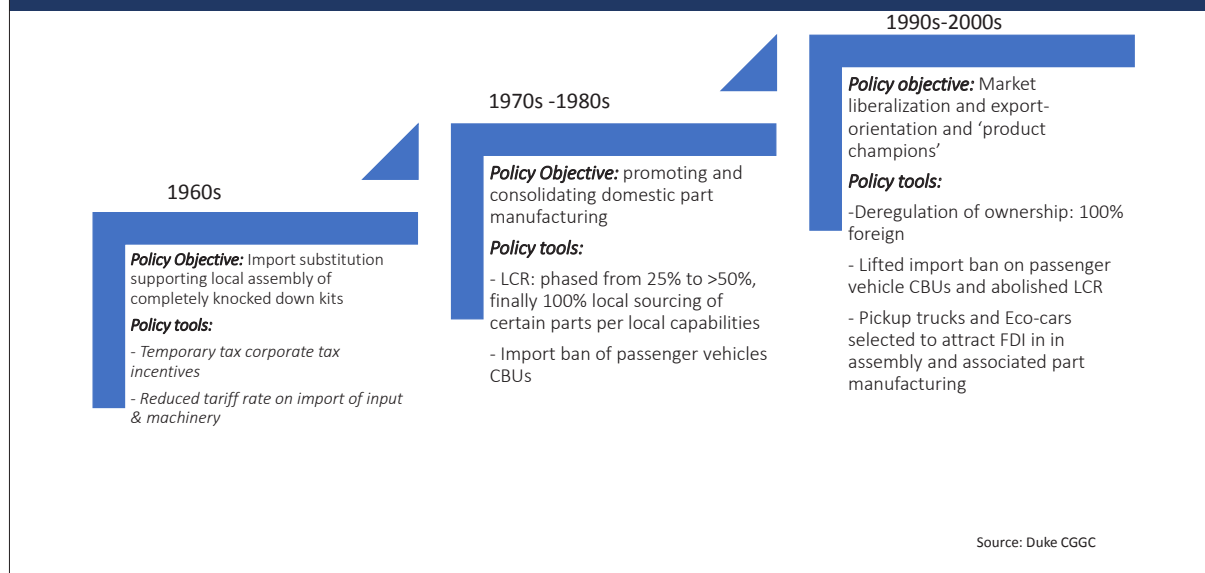 1960s
Policy Objective: Import substitution
supporting local assembly of
completely knocked down kits
Policy tools:
- Temporary tax corporate tax
incentives
- Reduced tariff rate on import of input
& machinery
1970s -1980s
Policy Objective: promoting and
consolidating domestic part
manufacturing
Policy tools:
- LCR: phased from 25% to >50%,
finally 100% local sourcing of
certain parts per local capabilities
- Import ban of passenger vehicles
CBUs
1990s-2000s
Policy objective: Market
liberalization and export-
orientation and ‘product
champions’
Policy tools:
-Deregulation of ownership: 100%
foreign
- Lifted import ban on passenger
vehicle CBUs and abolished LCR
- Pickup trucks and Eco-cars
selected to attract FDI in in
assembly and associated part
manufacturing
Source: Duke CGGC